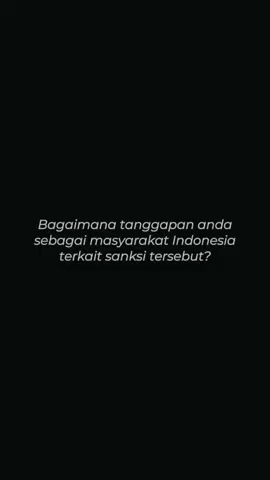 Bagaimana tanggapan anda
sebagai masyarakat Indonesia
terkait sanksi tersebut?